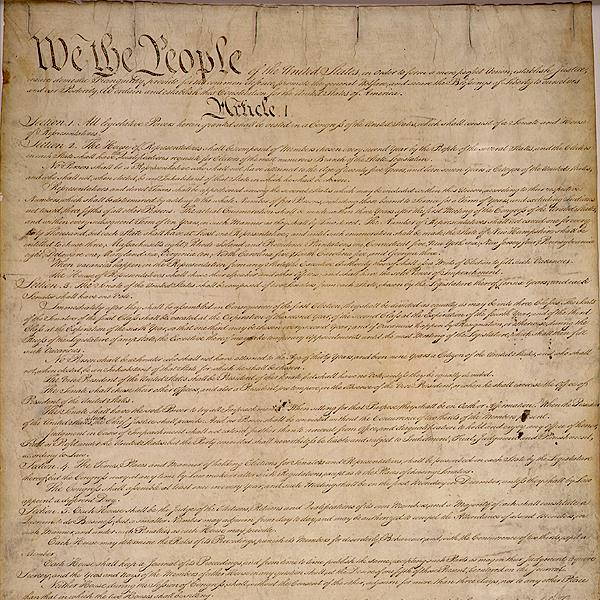 We the People of the United States, in Order to form a more perfect Union, establish Justice,
insure domestic Tranquility, provide for the common defence, promote the general Welfare, and secure the Blessings of Liberty to ourselves
and our Posterity, do ordain and establish this Constitution for the United States of America.
Article. I.
Section. 1. All legislative Powers herein granted shall be vested in a Congress of the United States, which shall consist of a Senate and House
of Representatives.
Section. 2. The House of Representatives shall be composed of Members chosen every second Year by the People of the several States, and the Electors
in each State shall have Qualifications requisite for Electors of the most numerous Branch of the State Legislature.
No Person shall be a Representative who shall not have attained to the Age of twenty five Years, and been seven Years a Citizen of the United States,
and who shall not, when elected, be an Inhabitant of that State in which he shall be chosen.
Representatives and direct Taxes shall be apportioned among the several States which may be included within this Union, according to their respective
Numbers, which shall be determined by adding to the whole Number of free Persons, including those bound to Service for a Term of Years, and excluding Indians
not taxed, three fifths of all other Persons. The actual Enumeration shall be made within three Years after the first Meeting of the Congress of the United States,
and within every subsequent Term of ten Years, in such Manner as they shall by Law direct. The Number of Representatives shall not exceed one for every
thirty Thousand, but each State shall have at Least one Representative; and until such enumeration shall be made, the State of New Hampshire shall be
entitled to chuse three, Massachusetts eight, Rhode Island and Providence Plantations one, Connecticut five, New York six, New Jersey four, Pennsylvania
eight, Delaware one, Maryland six, Virginia ten, North Carolina five, South Carolina five, and Georgia three.
When vacancies happen in the Representation from any State, the Executive Authority thereof shall issue Writs of Election to fill such Vacancies.
The House of Representatives shall chuse their Speaker and other Officers; and shall have the sole Power of Impeachment.
Section. 3. The Senate of the United States shall be composed of two Senators from each State, chosen by the Legislature thereof, for six Years; and each
Senator shall have one Vote.
Immediately after they shall be assembled in Consequence of the first Election, they shall be divided as equally as may be into three Classes. The Seats
of the Senators of the first Class shall be vacated at the Expiration of the second Year, of the second Class at the Expiration of the fourth Year, and of the third
Class at the Expiration of the sixth Year, so that one third may be chosen every second Year; and if Vacancies happen by Resignation, or otherwise, during the
Recess of the Legislature of any State, the Executive thereof may make temporary Appointments until the next Meeting of the Legislature, which shall then fill
such Vacancies.
No Person shall be a Senator who shall not have attained to the Age of thirty Years, and been nine Years a Citizen of the United States, and who shall
not, when elected, be an Inhabitant of that State for which he shall be chosen.
The Vice President of the United States shall be President of the Senate, but shall have no Vote, unless they be equally divided.
The Senate shall chuse their other Officers, and also a President pro tempore, in the Absence of the Vice President, or when he shall exercise the Office of
President of the United States.
The Senate shall have the sole Power to try all Impeachments. When sitting for that Purpose, they shall be on Oath or Affirmation. When the President
of the United States is tried, the Chief Justice shall preside: And no Person shall be convicted without the Concurrence of two thirds of the Members present.
Judgment in Cases of Impeachment shall not extend further than to removal from Office, and disqualification to hold and enjoy any Office of honor,
Trust or Profit under the United States: but the Party convicted shall nevertheless be liable and subject to Indictment, Trial, Judgment and Punishment,
according to Law.
Section. 4. The Times, Places and Manner of holding Elections for Senators and Representatives, shall be prescribed in each State by the Legislature
thereof; but the Congress may at any time by Law make or alter such Regulations, except as to the Places of chusing Senators.
The Congress shall assemble at least once in every Year, and such Meeting shall be on the first Monday in December, unless they shall by Law
appoint a different Day.
Section. 5. Each House shall be the Judge of the Elections, Returns and Qualifications of its own Members, and a Majority of each shall constitute a
Quorum to do Business; but a smaller Number may adjourn from day to day, and may be authorized to compel the Attendance of absent Members, in
such Manner, and under such Penalties as each House may provide.
Each House may determine the Rules of its Proceedings, punish its Members for disorderly Behaviour, and, with the Concurrence of two thirds, expel a
Member.
Each House shall keep a Journal of its Proceedings, and from time to time publish the same, excepting such Parts as may in their Judgment require
Secrecy; and the Yeas and Nays of the Members of either House on any question shall, at the Desire of one fifth of those Present, be entered on the Journal.
Neither House, during the Session of Congress, shall, without the Consent of the other, adjourn for more than three days, nor to any other Place
than that in which the two Houses shall be sitting.